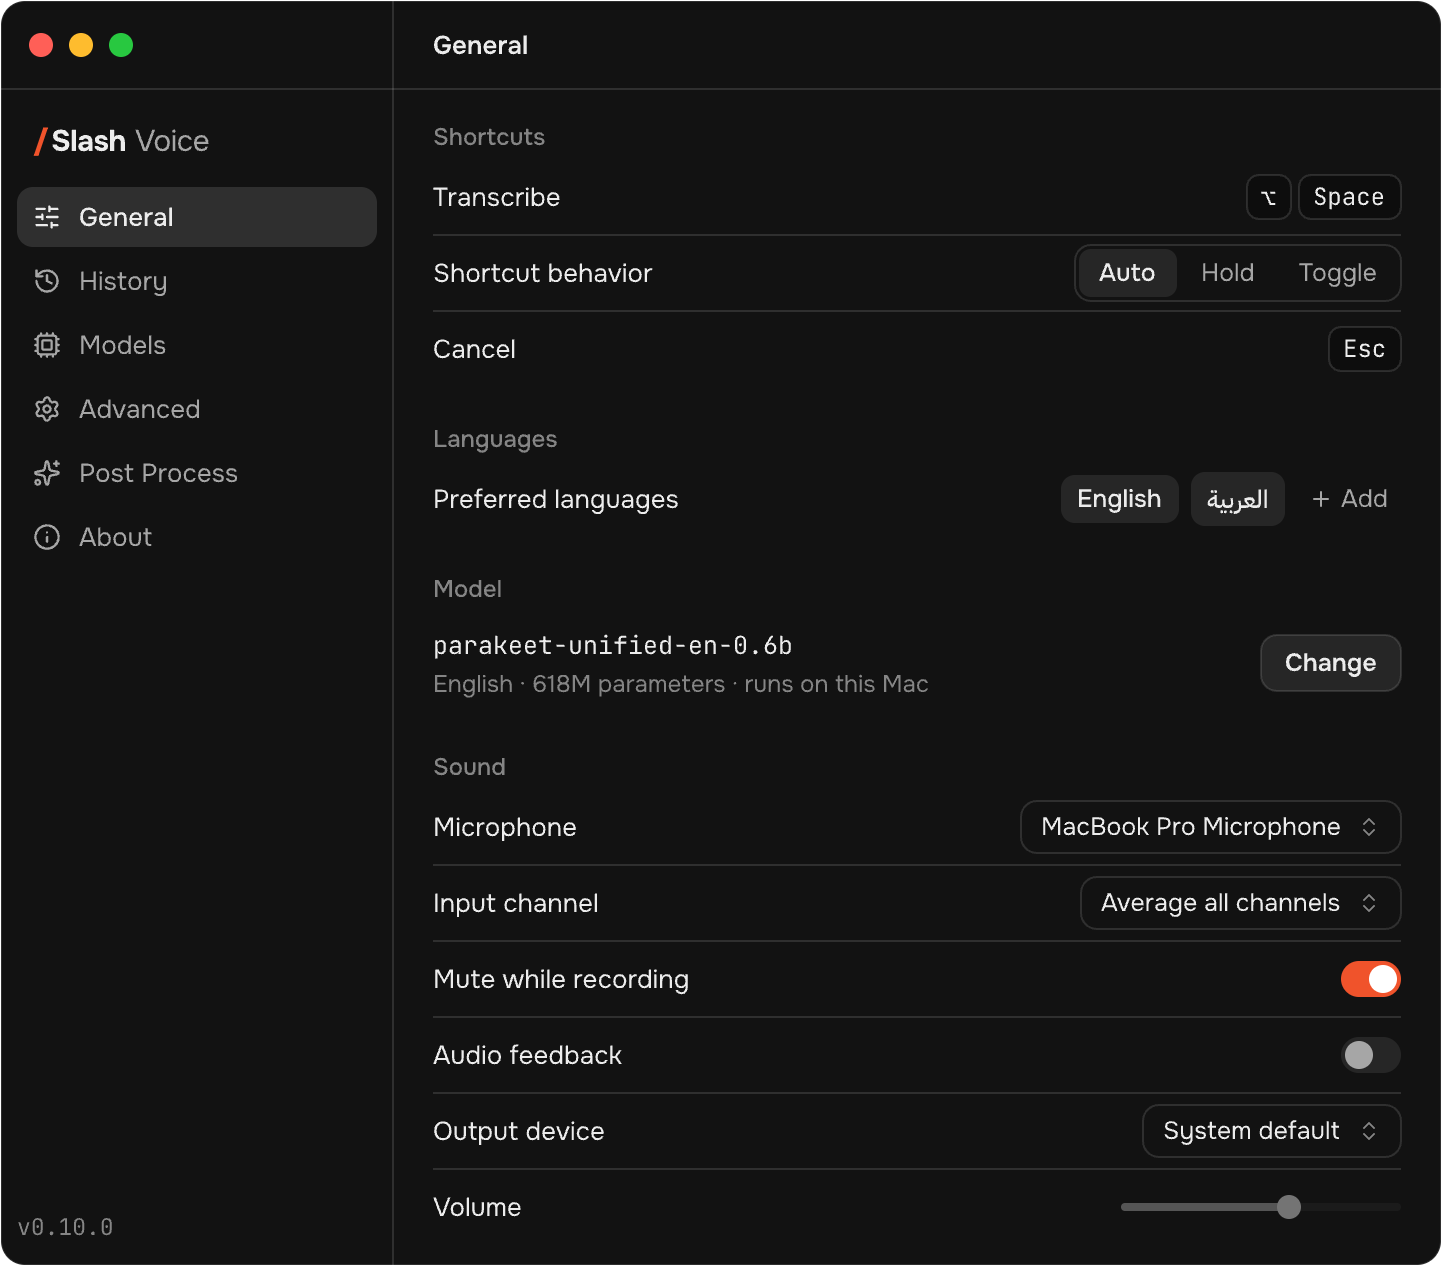 General
/Slash Voice
General
History
Models
Advanced
Post Process
About
v0.10.0
Shortcuts
Transcribe ⌥ Space
Shortcut behavior Auto Hold Toggle
Cancel Esc
Languages
Preferred languages English العربية + Add
Model
parakeet-unified-en-0.6b
English · 618M parameters · runs on this Mac
Change
Sound
Microphone MacBook Pro Microphone
Input channel Average all channels
Mute while recording
Audio feedback
Output device System default
Volume